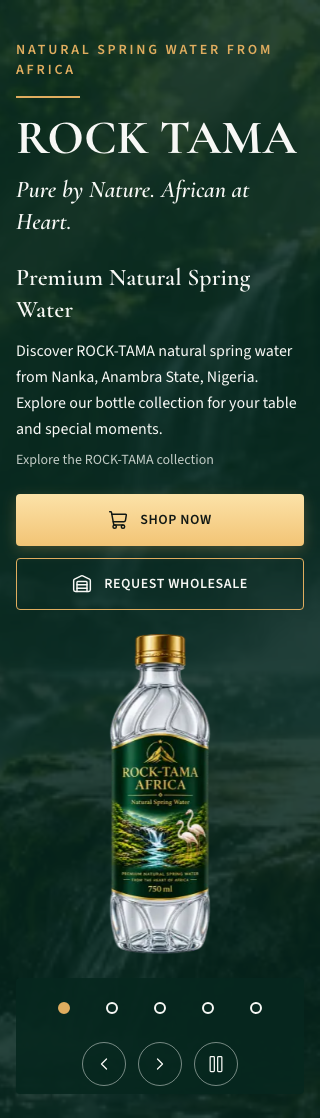 NATURAL SPRING WATER FROM
AFRICA
ROCK TAMA
Pure by Nature. African at
Heart.
Premium Natural Spring
Water
Discover ROCK-TAMA natural spring water
from Nanka, Anambra State, Nigeria.
Explore our bottle collection for your table
and special moments.
Explore the ROCK-TAMA collection
SHOP NOW
REQUEST WHOLESALE
ROCK-TAMA
AFRICA
Natural Spring Water
PREMIUM NATURAL SPRING WATER
FROM THE HEART OF AFRICA
750 ml